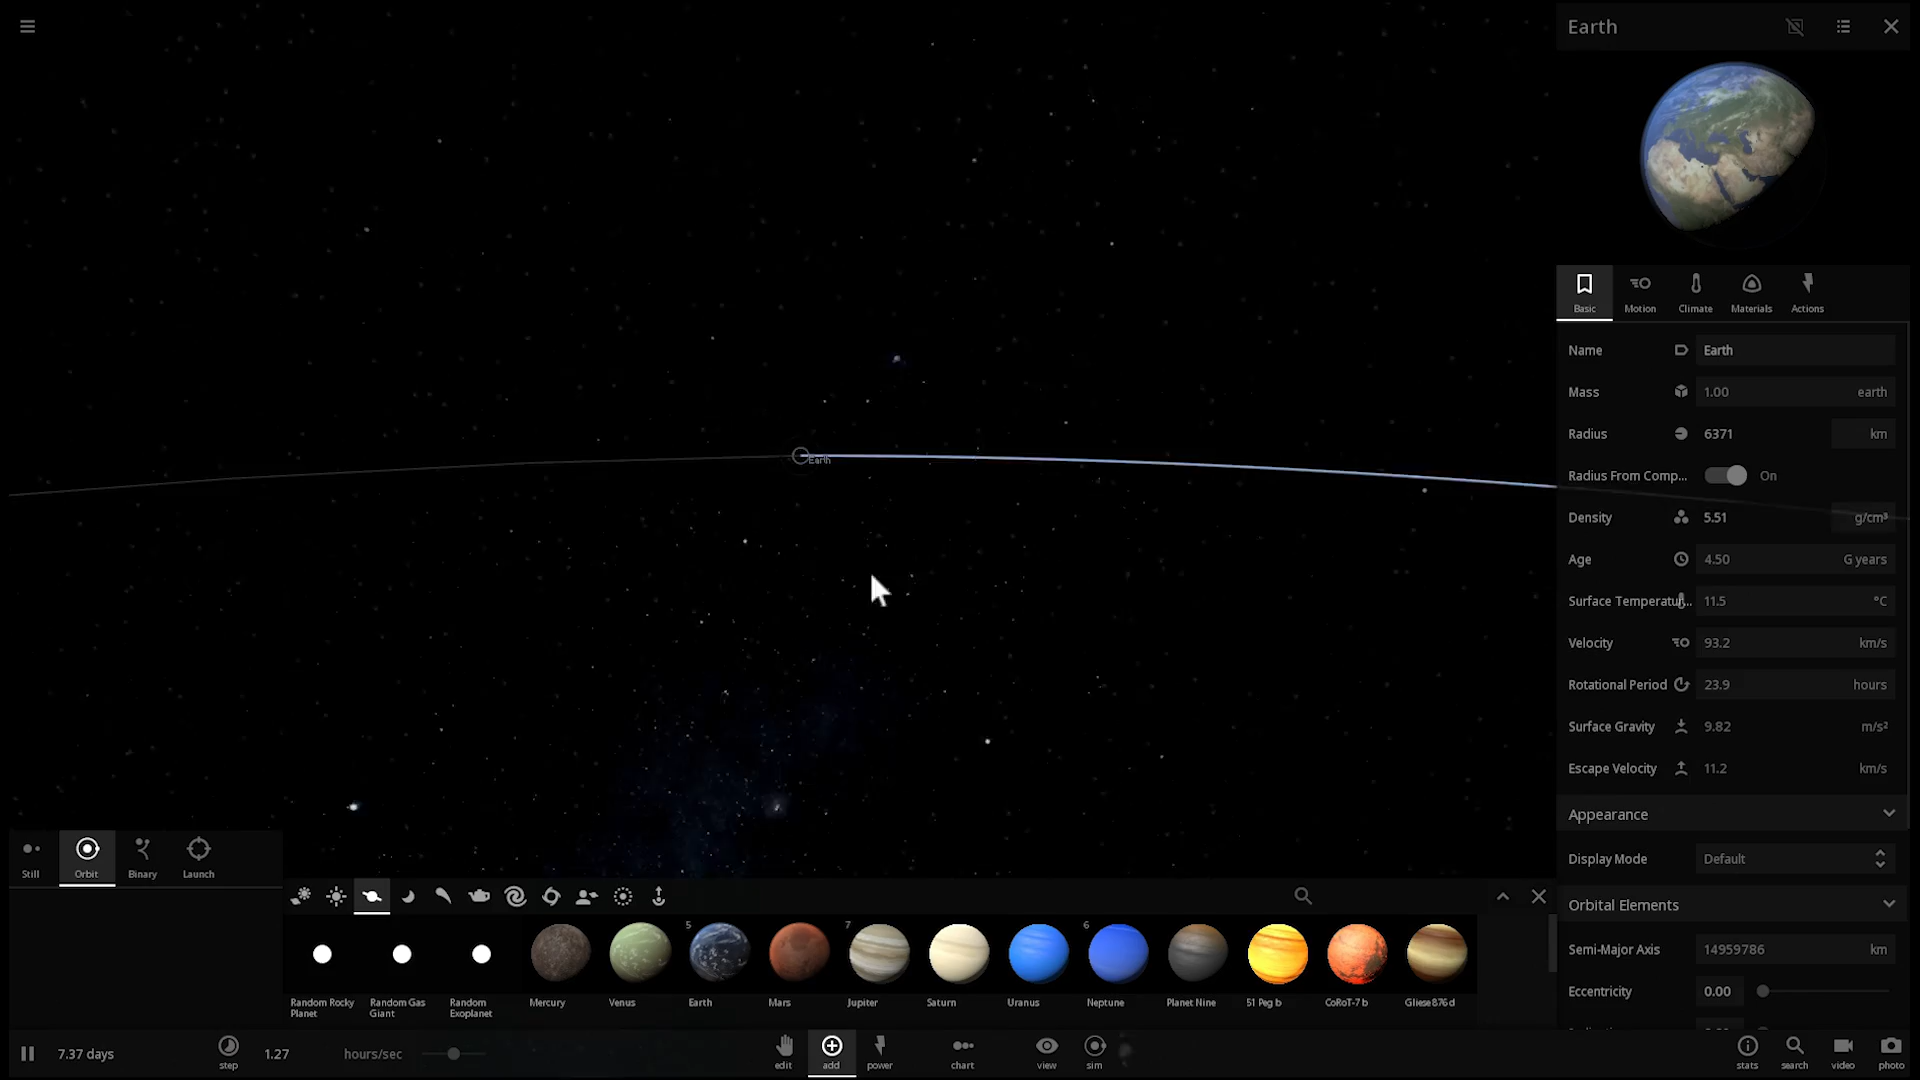 Earth
Basic
Motion
Climate
Materials
Actions
Name Earth
Mass 1.00 earth
Radius 6371 km
Radius From Comp... On
Density 5.51 g/cm³
Age 4.50 G years
Surface Temperatur... 11.5 °C
Velocity 93.2 km/s
Rotational Period 23.9 hours
Surface Gravity 9.82 m/s²
Escape Velocity 11.2 km/s
Appearance
Display Mode Default
Orbital Elements
Semi-Major Axis 14959786 km
Eccentricity 0.00
Earth
Still
Orbit
Binary
Launch
5
7
6
Random Rocky Planet
Random Gas Giant
Random Exoplanet
Mercury
Venus
Earth
Mars
Jupiter
Saturn
Uranus
Neptune
Planet Nine
51 Peg b
CoRoT-7 b
Gliese 876 d
7.37 days
step
1.27 hours/sec
edit
add
power
chart
view
sim
stats
search
video
photo